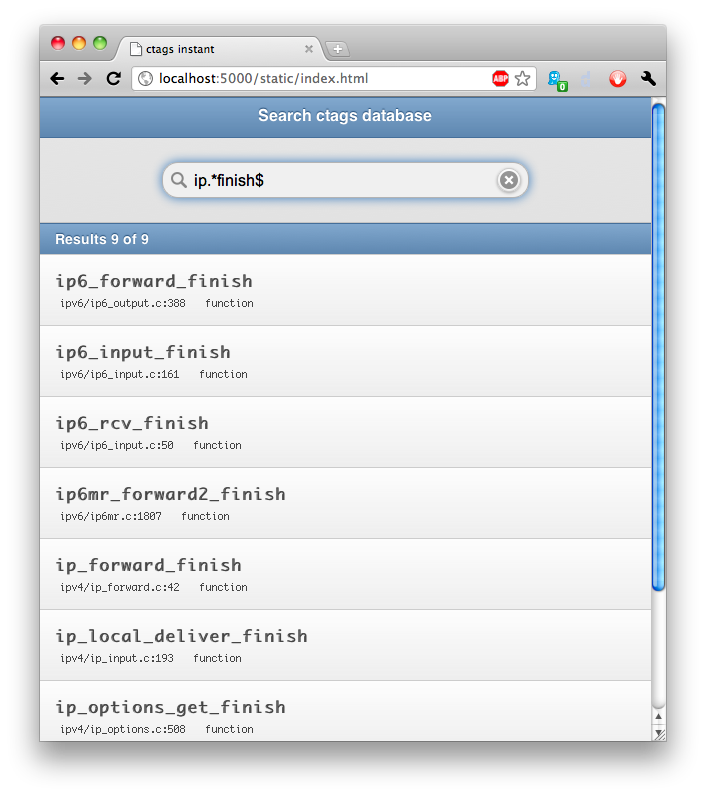 ctags instant
localhost:5000/static/index.html
ABP
0
Search ctags database
ip.*finish$
Results 9 of 9
ip6_forward_finish
ipv6/ip6_output.c:388 function
ip6_input_finish
ipv6/ip6_input.c:161 function
ip6_rcv_finish
ipv6/ip6_input.c:50 function
ip6mr_forward2_finish
ipv6/ip6mr.c:1807 function
ip_forward_finish
ipv4/ip_forward.c:42 function
ip_local_deliver_finish
ipv4/ip_input.c:193 function
ip_options_get_finish
ipv4/ip_options.c:508 function